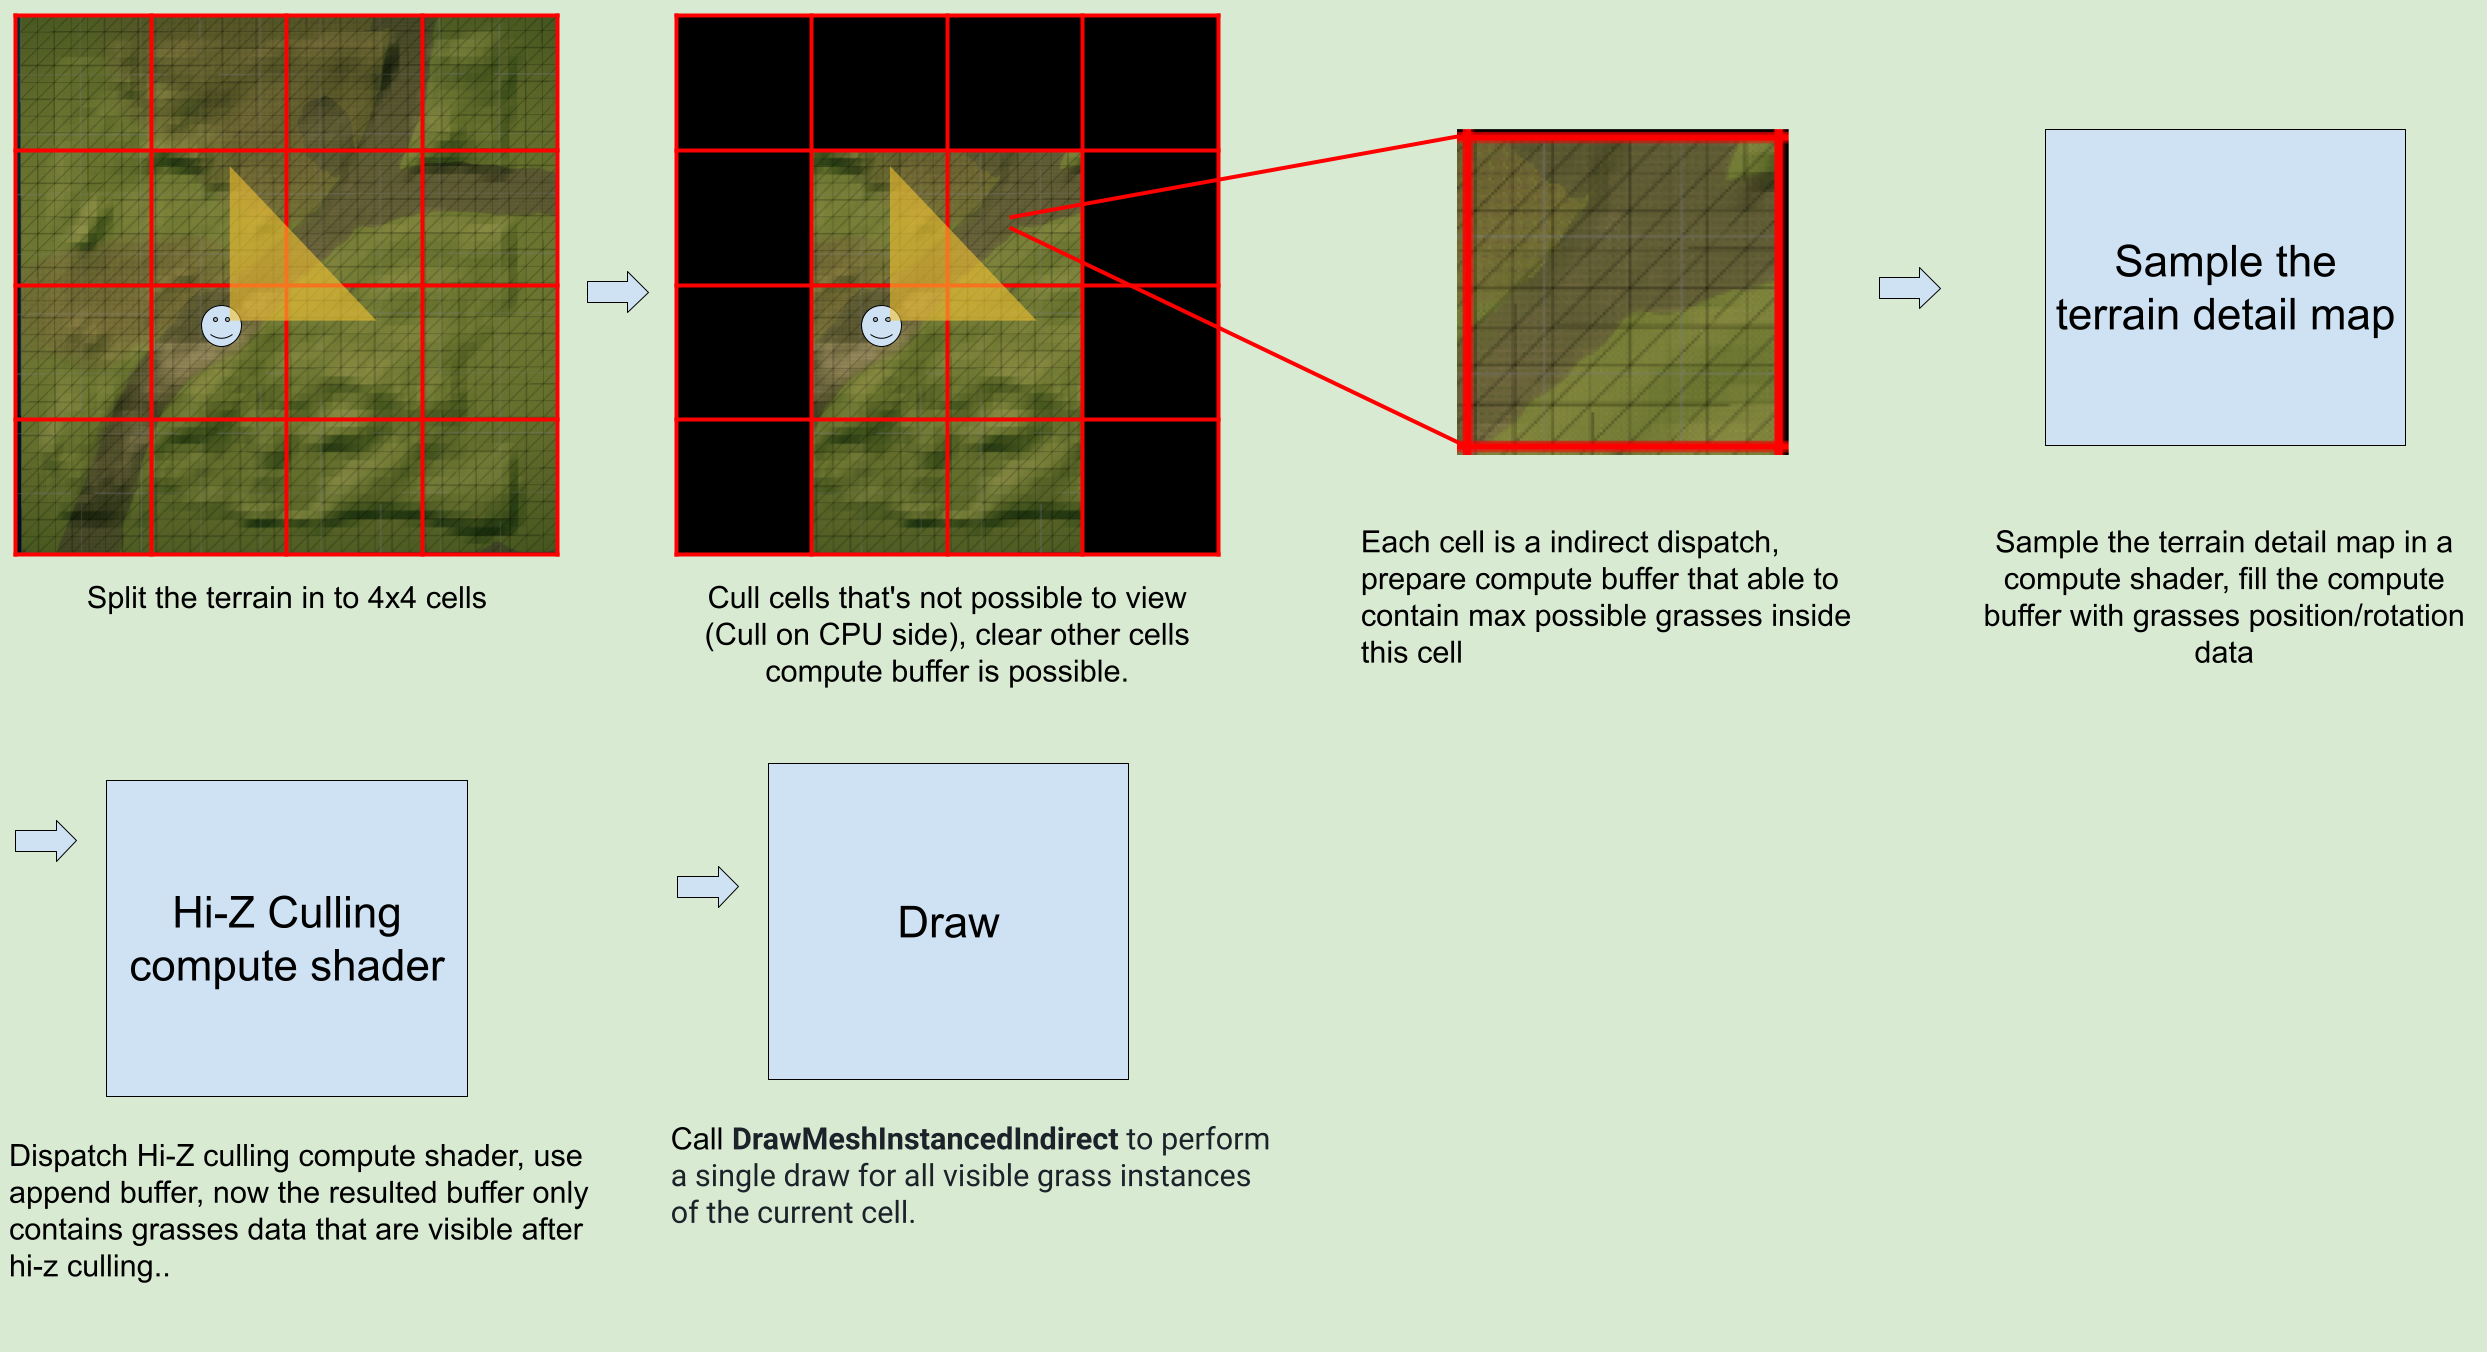 Split the terrain in to 4x4 cells
Cull cells that's not possible to view
(Cull on CPU side), clear other cells
compute buffer is possible.
Each cell is a indirect dispatch,
prepare compute buffer that able to
contain max possible grasses inside
this cell
Sample the
terrain detail map
Sample the terrain detail map in a
compute shader, fill the compute
buffer with grasses position/rotation
data
Hi-Z Culling
compute shader
Dispatch Hi-Z culling compute shader, use
append buffer, now the resulted buffer only
contains grasses data that are visible after
hi-z culling..
Draw
Call DrawMeshInstancedIndirect to perform
a single draw for all visible grass instances
of the current cell.